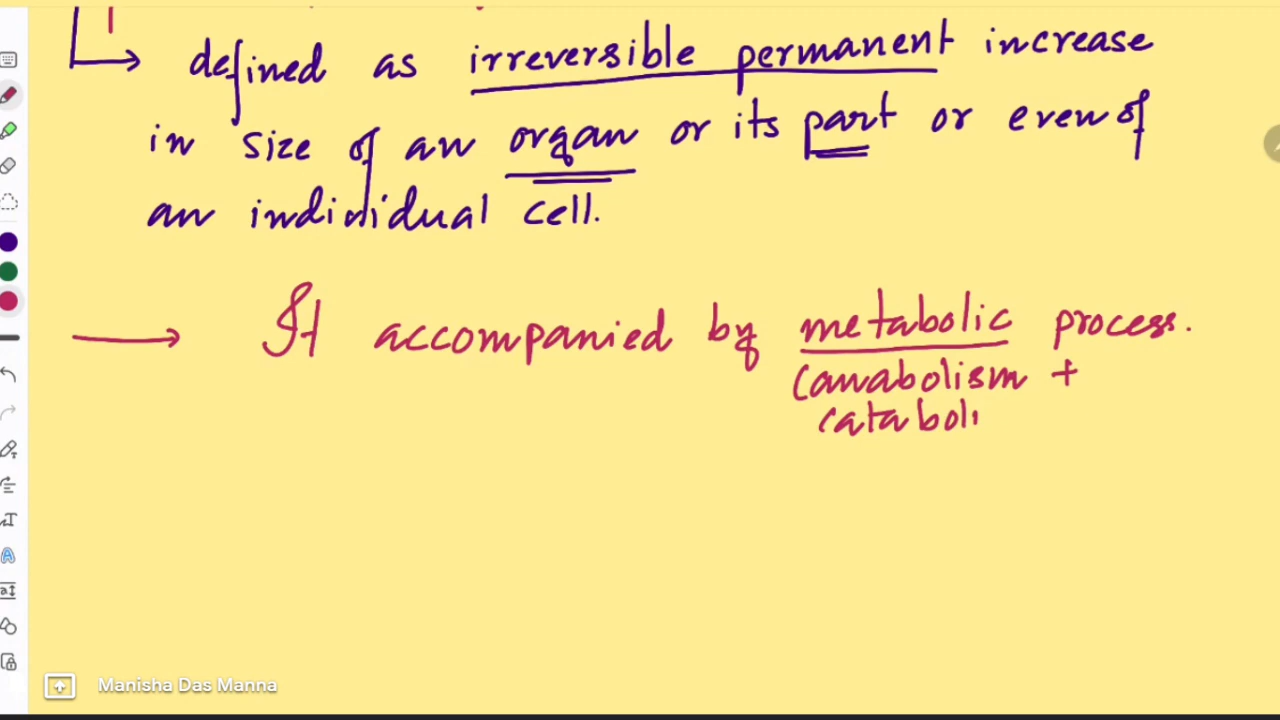 defined as irreversible permanent increase
in size of an organ or its part or even of
an individual cell.
It accompanied by metabolic process.
(anabolism +
cataboli
Manisha Das Manna